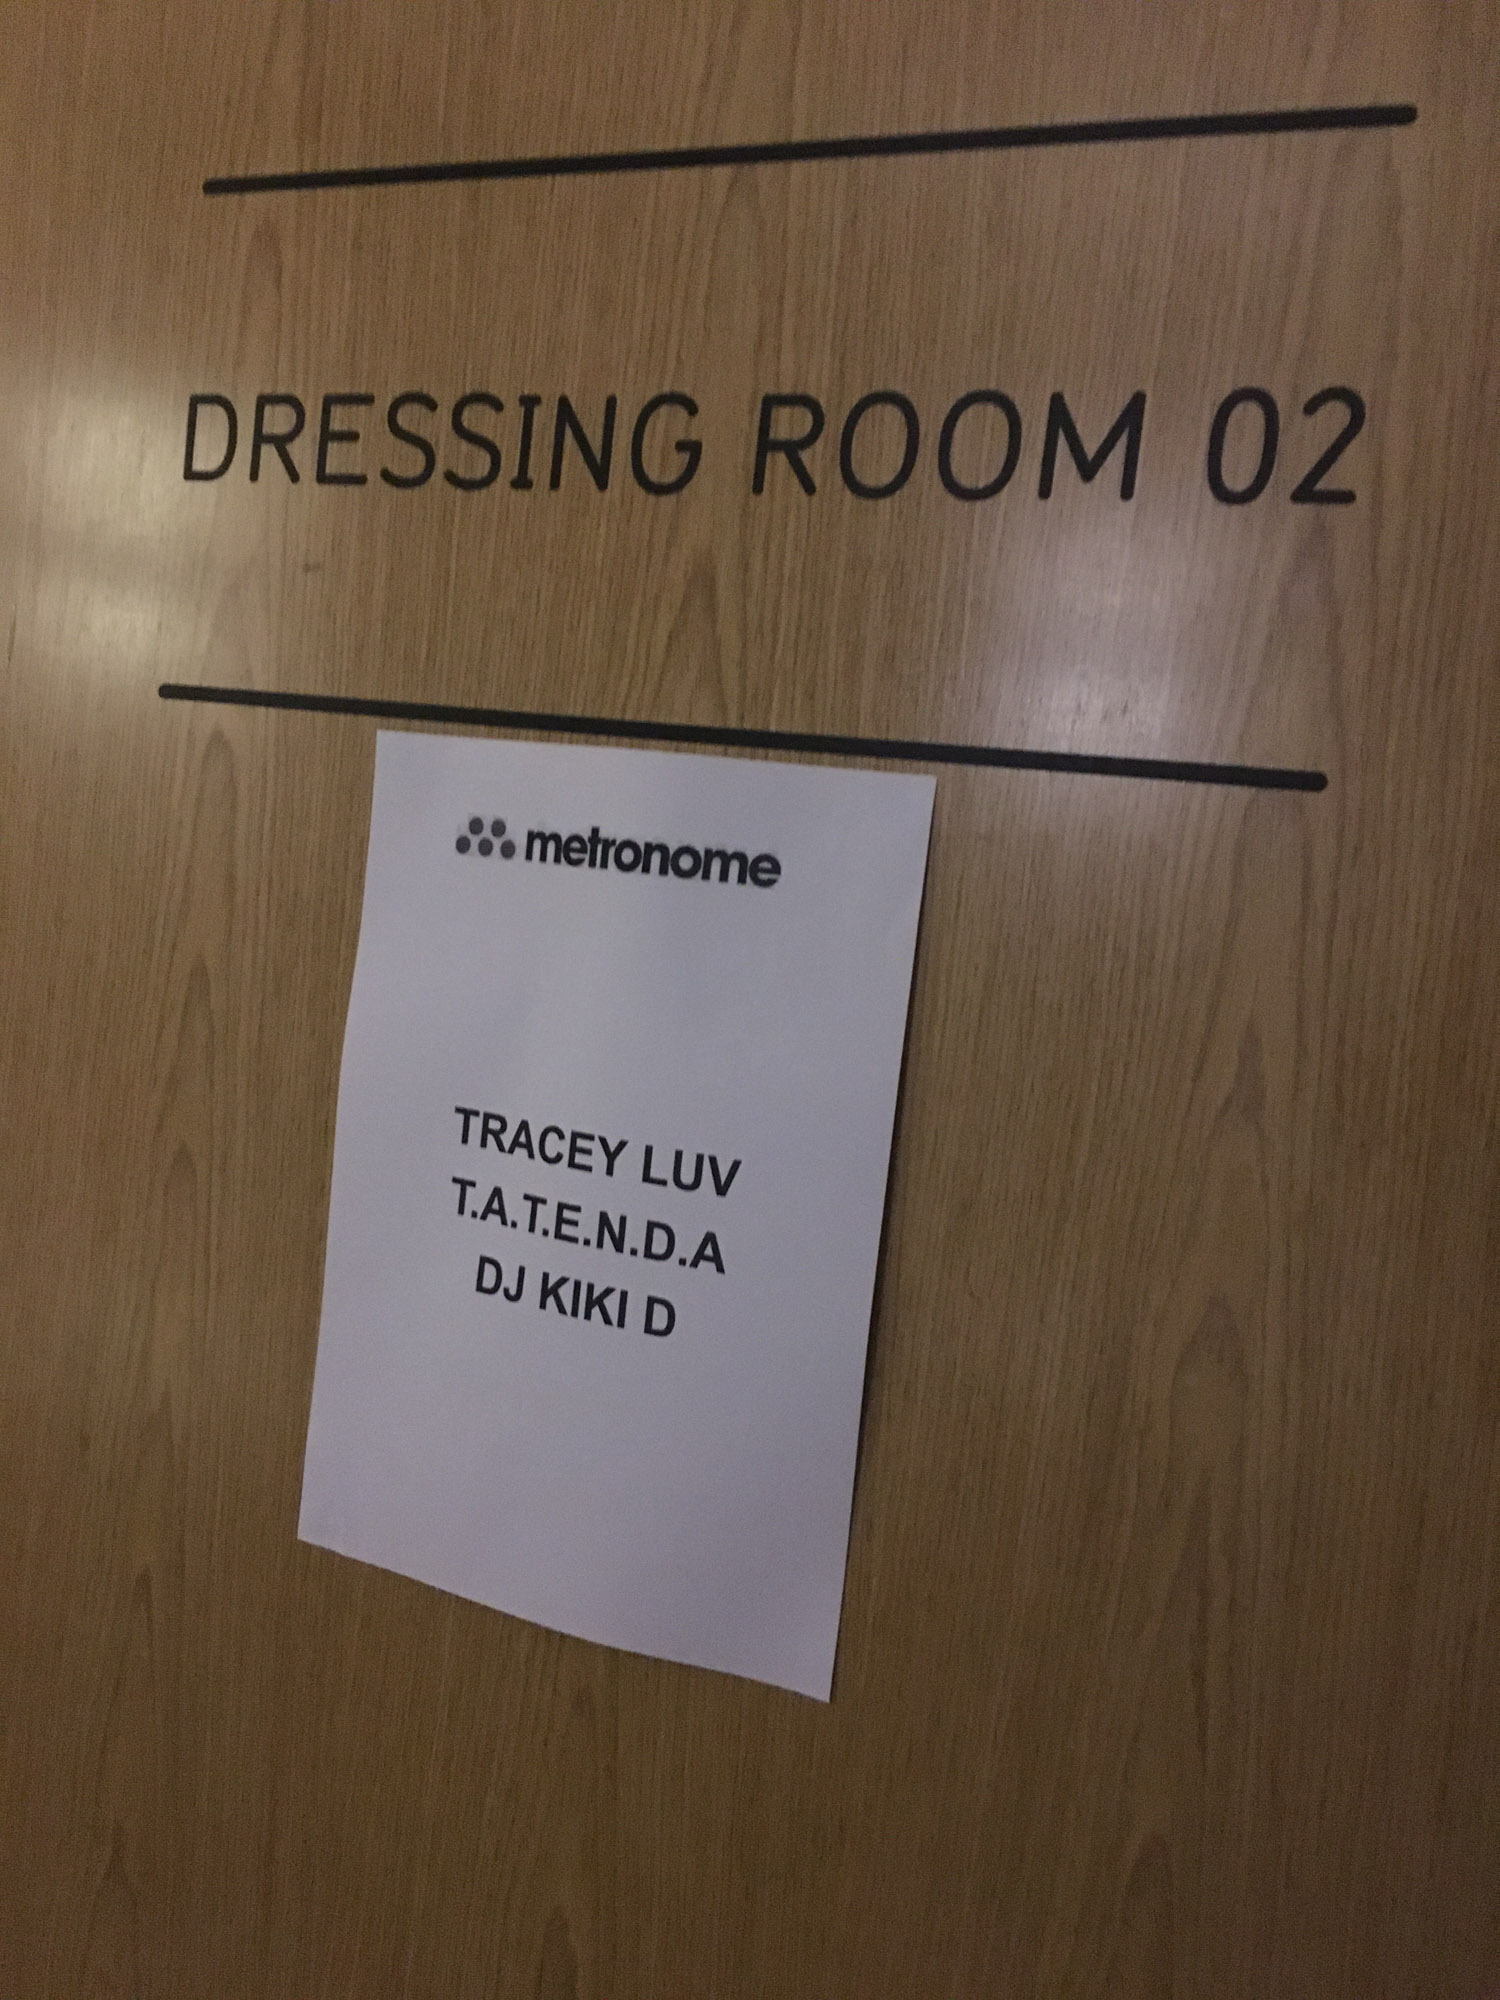 DRESSING ROOM 02
metronome
TRACEY LUV
T.A.T.E.N.D.A
DJ KIKI D